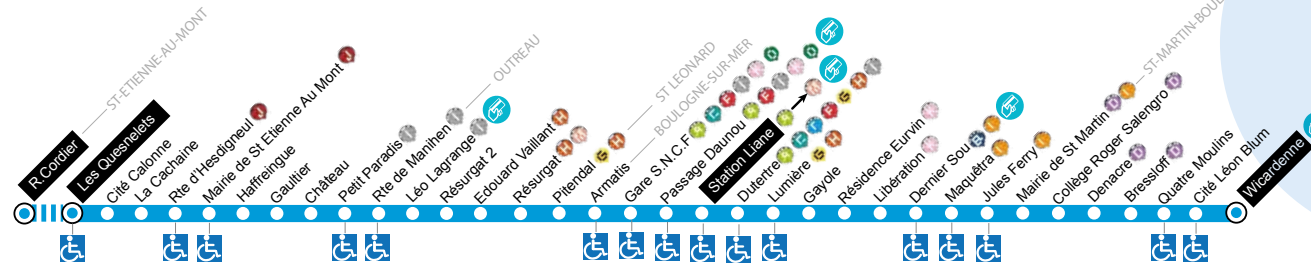 R.Cordier
ST-ETIENNE-AU-MONT
Les Quesnelets
Cité Calonne
La Cachaine
Rte d'Hesdigneul J
Mairie de St Etienne Au Mont J
Haffreingue
Gaultier
Château
Petit Paradis I
Rte de Manihen I
OUTREAU
Léo Lagrange I
Résurgat 2
Edouard Vaillant H
Résurgat H
Pitendal G H
Armatis
ST LEONARD
BOULOGNE-SUR-MER
Gare S.N.C.F
Passage Daunou
Station Liane
Dutertre
Lumière
Gayole
Résidence Eurvin
Libération
Dernier Sou
Maquêtra
Jules Ferry
Mairie de St Martin D
ST-MARTIN-BOUL
Collège Roger Salengro D
Denacre D
Bressloff D
Quatre Moulins
Cité Léon Blum
Wicardenne